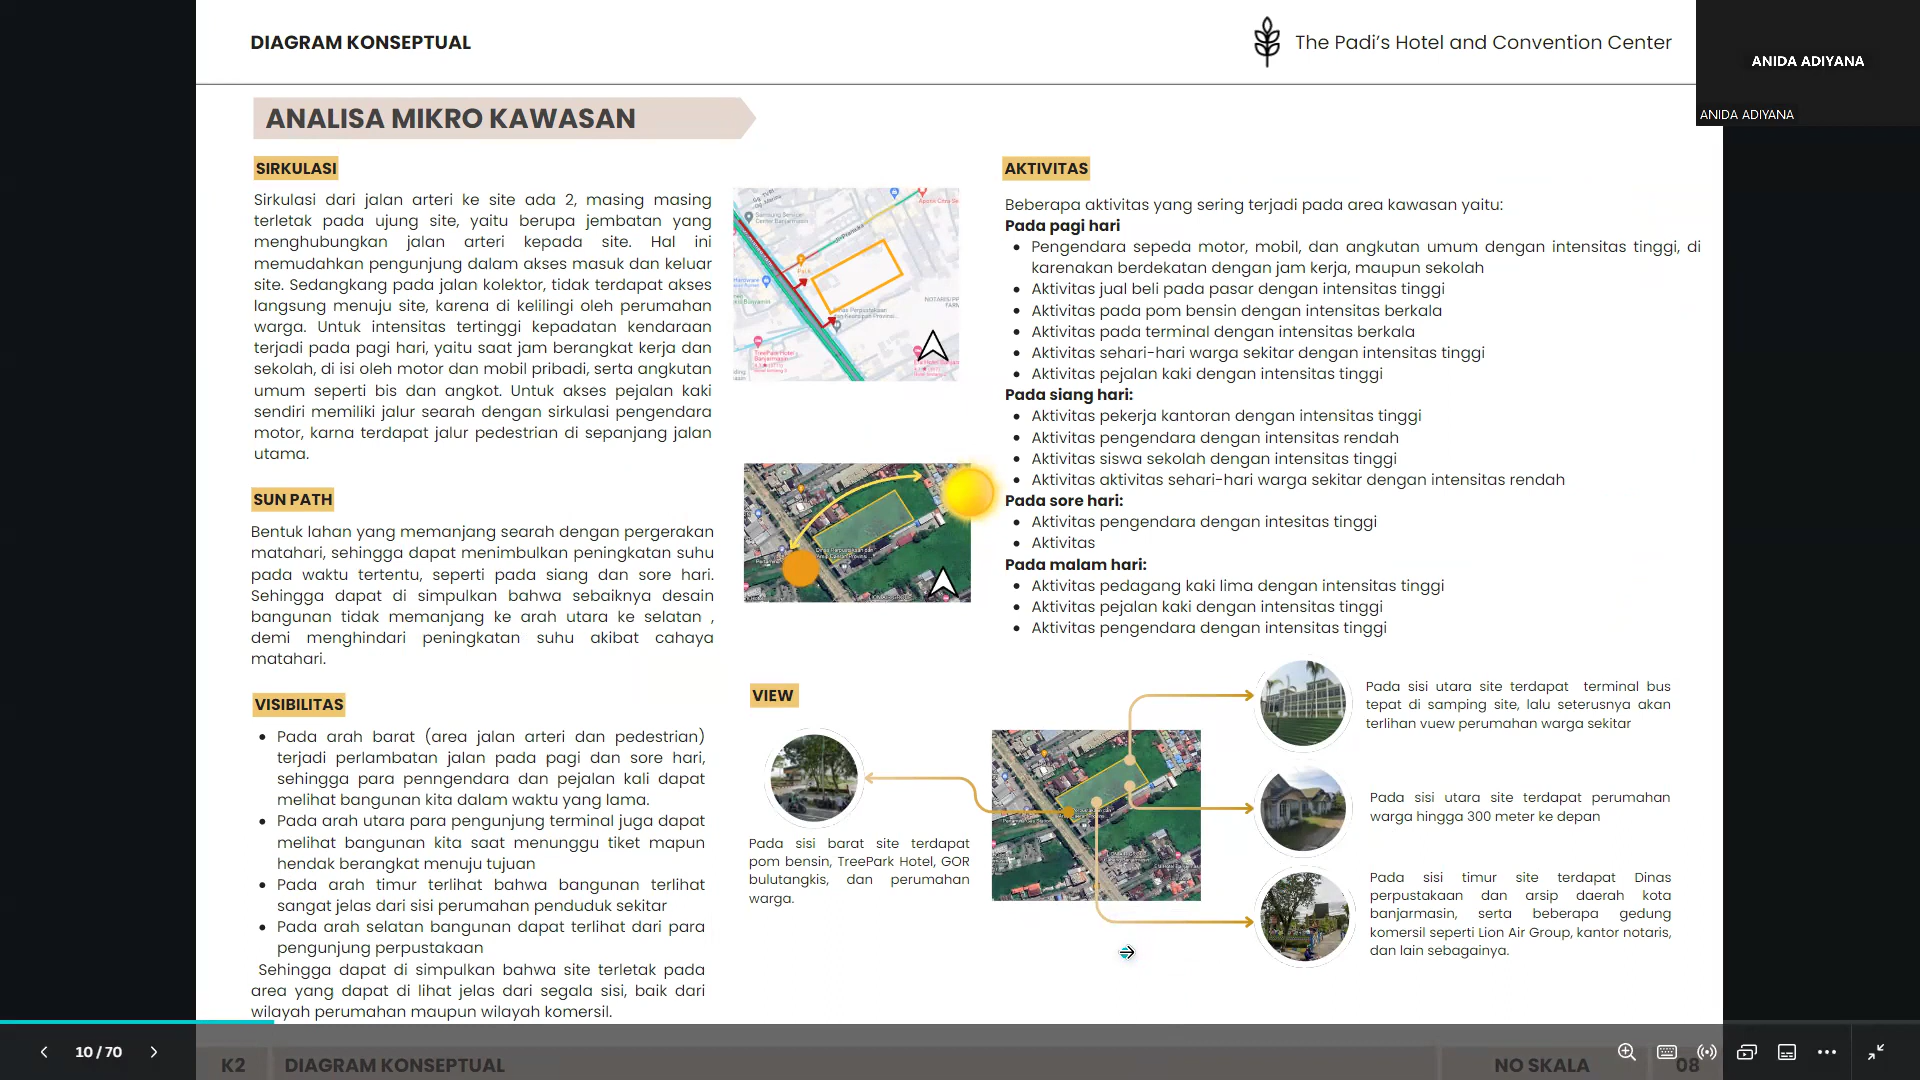 DIAGRAM KONSEPTUAL
The Padi's Hotel and Convention Center
ANIDA ADIYANA
ANIDA ADIYANA
ANALISA MIKRO KAWASAN
SIRKULASI
Sirkulasi dari jalan arteri ke site ada 2, masing masing
terletak pada ujung site, yaitu berupa jembatan yang
menghubungkan jalan arteri kepada site. Hal ini
memudahkan pengunjung dalam akses masuk dan keluar
site. Sedangkang pada jalan kolektor, tidak terdapat akses
langsung menuju site, karena di kelilingi oleh perumahan
warga. Untuk intensitas tertinggi kepadatan kendaraan
terjadi pada pagi hari, yaitu saat jam berangkat kerja dan
sekolah, di isi oleh motor dan mobil pribadi, serta angkutan
umum seperti bis dan angkot. Untuk akses pejalan kaki
sendiri memiliki jalur searah dengan sirkulasi pengendara
motor, karna terdapat jalur pedestrian di sepanjang jalan
utama.
SUN PATH
Bentuk lahan yang memanjang searah dengan pergerakan
matahari, sehingga dapat menimbulkan peningkatan suhu
pada waktu tertentu, seperti pada siang dan sore hari.
Sehingga dapat di simpulkan bahwa sebaiknya desain
bangunan tidak memanjang ke arah utara ke selatan ,
demi menghindari peningkatan suhu akibat cahaya
matahari.
VISIBILITAS
• Pada arah barat (area jalan arteri dan pedestrian)
terjadi perlambatan jalan pada pagi dan sore hari,
sehingga para penngendara dan pejalan kali dapat
melihat bangunan kita dalam waktu yang lama.
• Pada arah utara para pengunjung terminal juga dapat
melihat bangunan kita saat menunggu tiket mapun
hendak berangkat menuju tujuan
• Pada arah timur terlihat bahwa bangunan terlihat
sangat jelas dari sisi perumahan penduduk sekitar
• Pada arah selatan bangunan dapat terlihat dari para
pengunjung perpustakaan
Sehingga dapat di simpulkan bahwa site terletak pada
area yang dapat di lihat jelas dari segala sisi, baik dari
wilayah perumahan maupun wilayah komersil.
AKTIVITAS
Beberapa aktivitas yang sering terjadi pada area kawasan yaitu:
Pada pagi hari
• Pengendara sepeda motor, mobil, dan angkutan umum dengan intensitas tinggi, di
karenakan berdekatan dengan jam kerja, maupun sekolah
• Aktivitas jual beli pada pasar dengan intensitas tinggi
• Aktivitas pada pom bensin dengan intensitas berkala
• Aktivitas pada terminal dengan intensitas berkala
• Aktivitas sehari-hari warga sekitar dengan intensitas tinggi
• Aktivitas pejalan kaki dengan intensitas tinggi
Pada siang hari:
• Aktivitas pekerja kantoran dengan intensitas tinggi
• Aktivitas pengendara dengan intensitas rendah
• Aktivitas siswa sekolah dengan intensitas tinggi
• Aktivitas aktivitas sehari-hari warga sekitar dengan intensitas rendah
Pada sore hari:
• Aktivitas pengendara dengan intesitas tinggi
• Aktivitas
Pada malam hari:
• Aktivitas pedagang kaki lima dengan intensitas tinggi
• Aktivitas pejalan kaki dengan intensitas tinggi
• Aktivitas pengendara dengan intensitas tinggi
VIEW
Pada sisi barat site terdapat
pom bensin, TreePark Hotel, GOR
bulutangkis, dan perumahan
warga.
Pada sisi utara site terdapat terminal bus
tepat di samping site, lalu seterusnya akan
terlihan vuew perumahan warga sekitar
Pada sisi utara site terdapat perumahan
warga hingga 300 meter ke depan
Pada sisi timur site terdapat Dinas
perpustakaan dan arsip daerah kota
banjarmasin, serta beberapa gedung
komersil seperti Lion Air Group, kantor notaris,
dan lain sebagainya.
10 / 70
K2
DIAGRAM KONSEPTUAL
NO SKALA
08